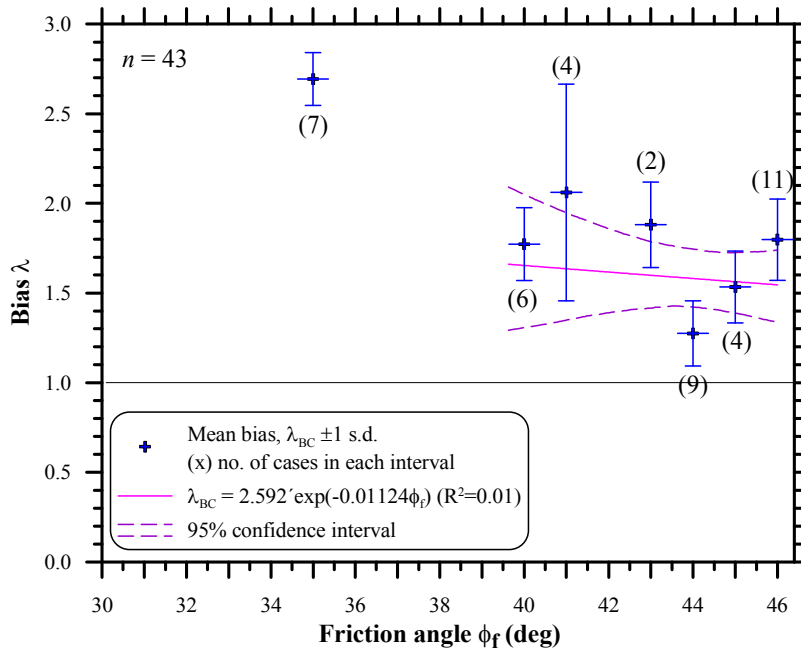 3.0
2.5
2.0
1.5
1.0
0.5
0.0
Bias λ
n = 43
(7)
(6)
(4)
(2)
(9)
(4)
(11)
Mean bias, λBC ±1 s.d.
(x) no. of cases in each interval
λBC = 2.592´exp(-0.01124ϕf) (R²=0.01)
95% confidence interval
30 32 34 36 38 40 42 44 46
Friction angle ϕf (deg)